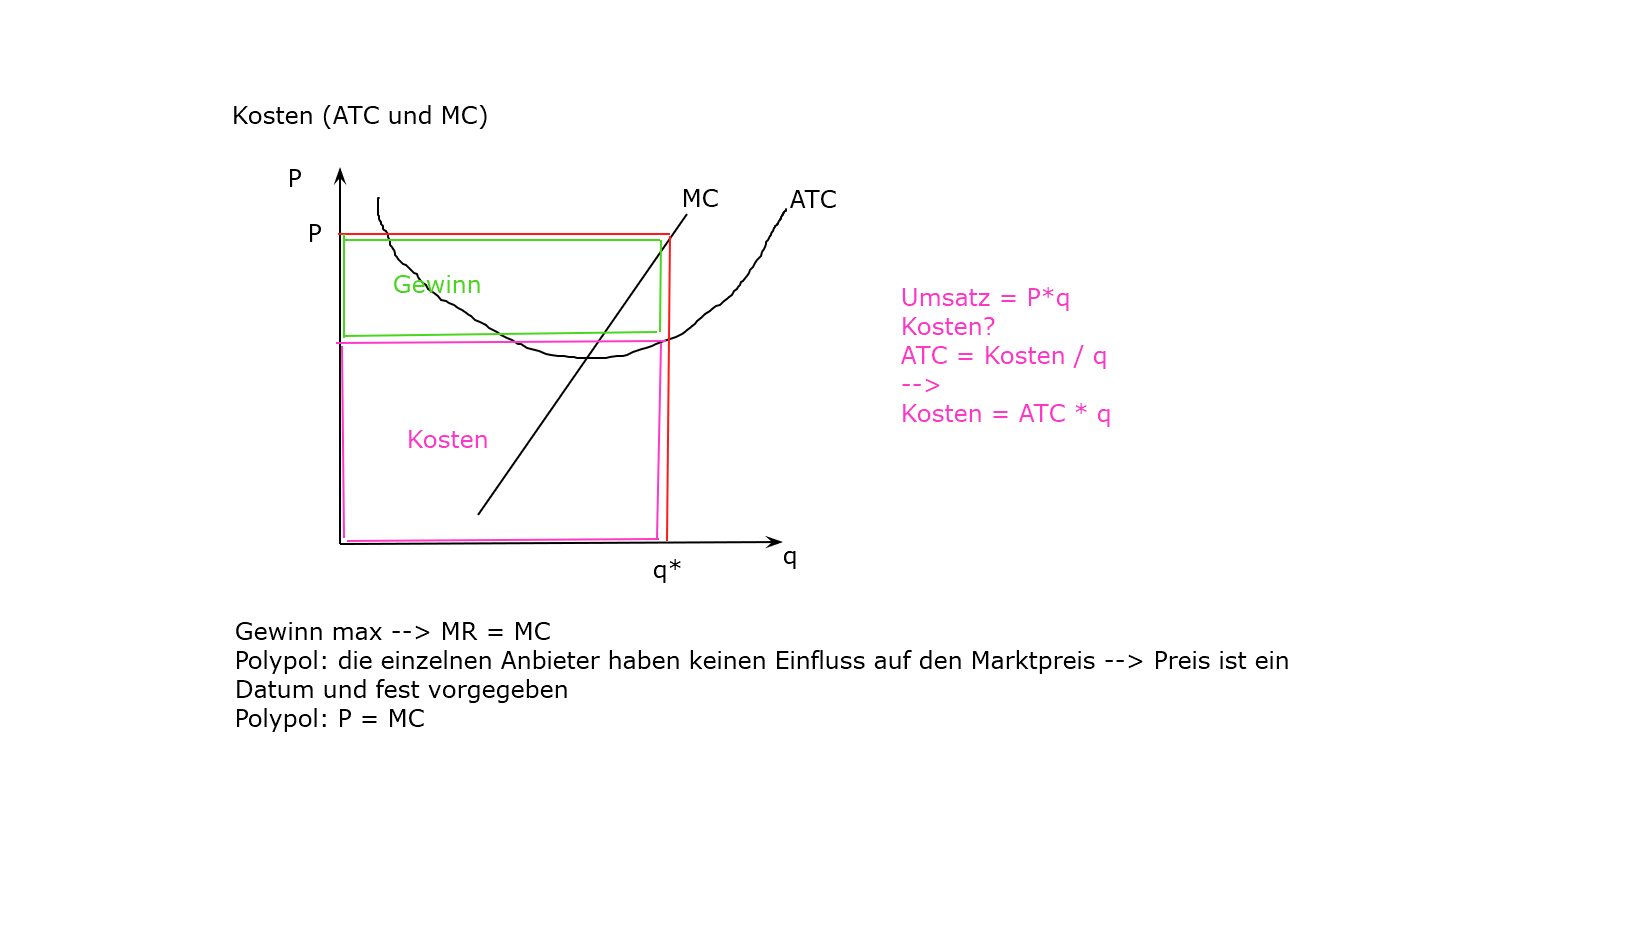 Kosten (ATC und MC)
P
MC
ATC
P
Gewinn
Umsatz = P*q
Kosten?
ATC = Kosten / q
-->
Kosten = ATC * q
Kosten
q
q*
Gewinn max --> MR = MC
Polypol: die einzelnen Anbieter haben keinen Einfluss auf den Marktpreis --> Preis ist ein
Datum und fest vorgegeben
Polypol: P = MC